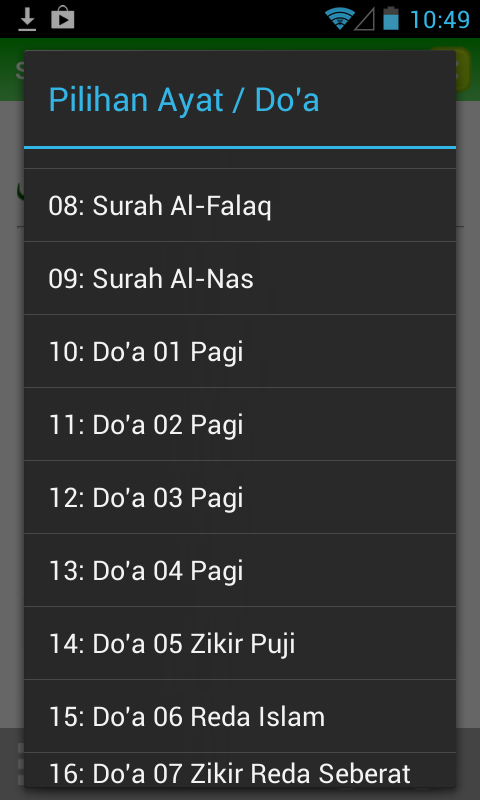 10:49
Pilihan Ayat / Do'a
08: Surah Al-Falaq
09: Surah Al-Nas
10: Do'a 01 Pagi
11: Do'a 02 Pagi
12: Do'a 03 Pagi
13: Do'a 04 Pagi
14: Do'a 05 Zikir Puji
15: Do'a 06 Reda Islam
16: Do'a 07 Zikir Reda Seberat